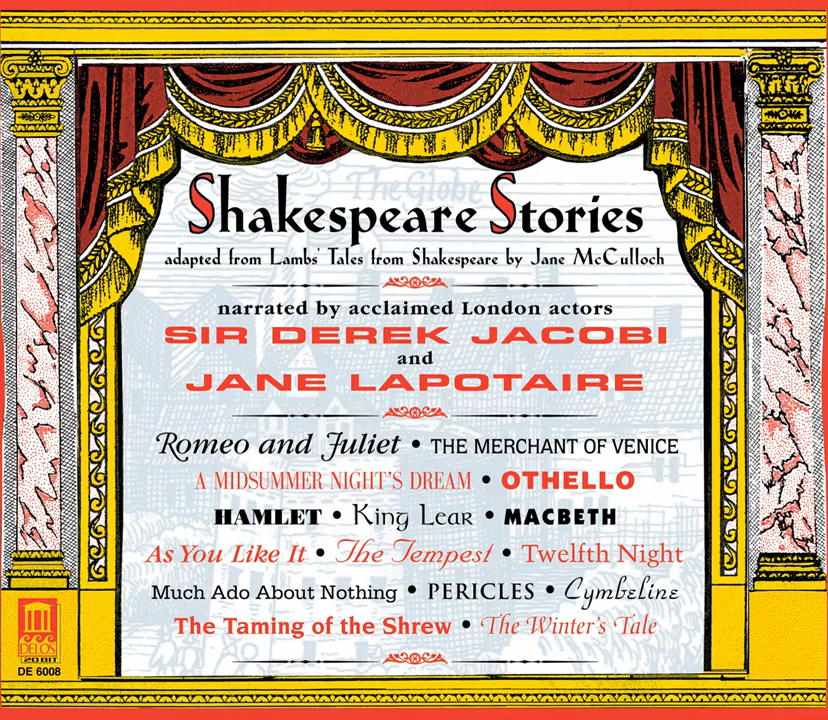 The Globe
Shakespeare Stories
adapted from Lambs' Tales from Shakespeare by Jane McCulloch
narrated by acclaimed London actors
SIR DEREK JACOBI
and
JANE LAPOTAIRE
Romeo and Juliet • THE MERCHANT OF VENICE
A MIDSUMMER NIGHT'S DREAM • OTHELLO
HAMLET • King Lear • MACBETH
As You Like It • The Tempest • Twelfth Night
Much Ado About Nothing • PERICLES • Cymbeline
The Taming of the Shrew • The Winter's Tale
DELOS
20 BIT
DE 6008